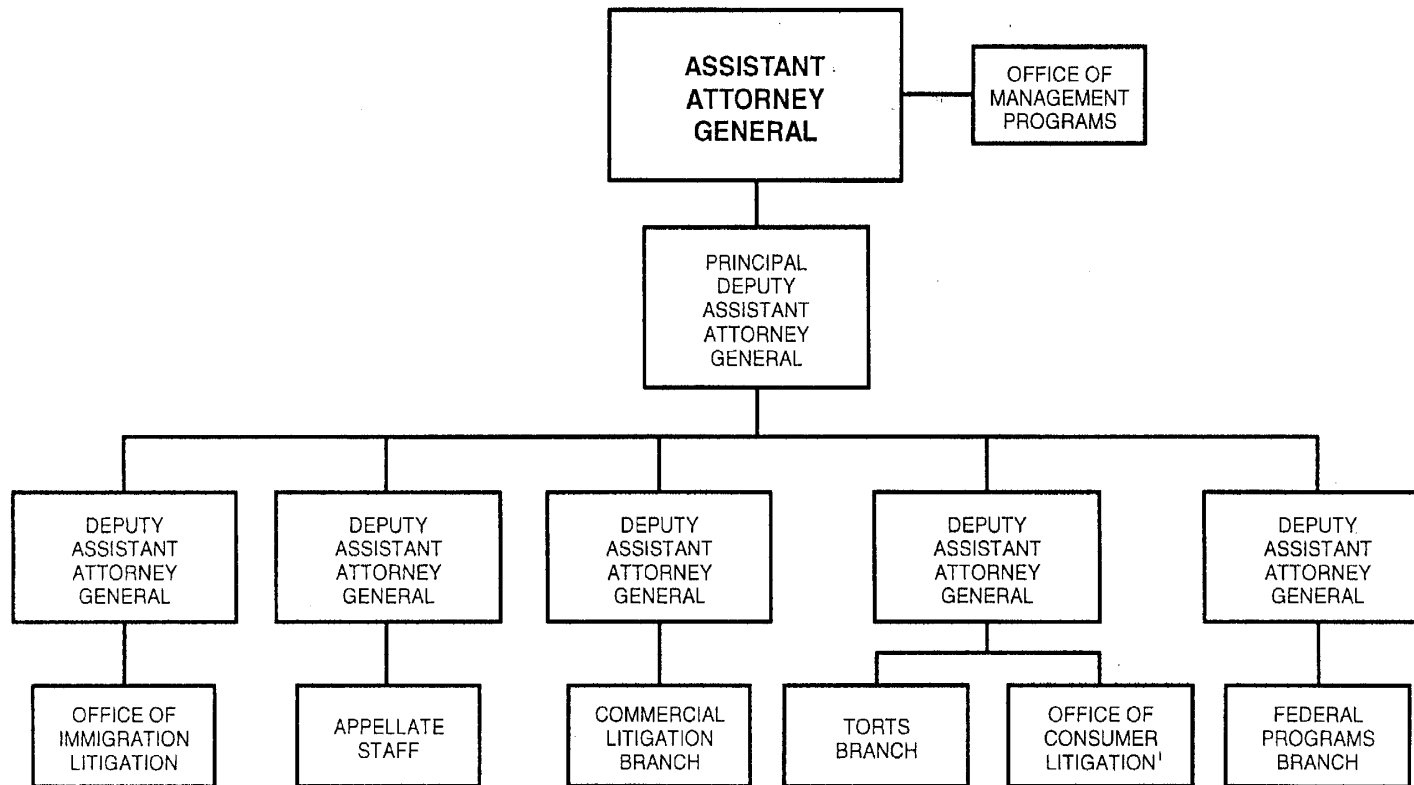 ASSISTANT
ATTORNEY
GENERAL
OFFICE OF
MANAGEMENT
PROGRAMS
PRINCIPAL
DEPUTY
ASSISTANT
ATTORNEY
GENERAL
DEPUTY
ASSISTANT
ATTORNEY
GENERAL
DEPUTY
ASSISTANT
ATTORNEY
GENERAL
DEPUTY
ASSISTANT
ATTORNEY
GENERAL
DEPUTY
ASSISTANT
ATTORNEY
GENERAL
DEPUTY
ASSISTANT
ATTORNEY
GENERAL
OFFICE OF
IMMIGRATION
LITIGATION
APPELLATE
STAFF
COMMERCIAL
LITIGATION
BRANCH
TORTS
BRANCH
OFFICE OF
CONSUMER
LITIGATION¹
FEDERAL
PROGRAMS
BRANCH